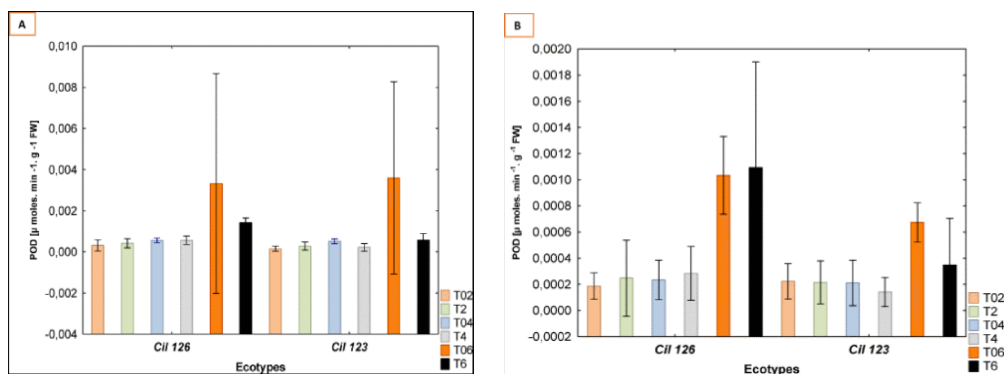 A
POD [µ moles. min -1. g -1 FW]
0,010
0,008
0,006
0,004
0,002
0,000
-0,002
-0,004
Cil 126 Cil 123
Ecotypes
T02
T2
T04
T4
T06
T6
B
POD [µ moles. min -1. g -1 FW]
0,0020
0,0018
0,0016
0,0014
0,0012
0,0010
0,0008
0,0006
0,0004
0,0002
0,0000
-0,0002
Cil 126 Cil 123
Ecotypes
T02
T2
T04
T4
T06
T6